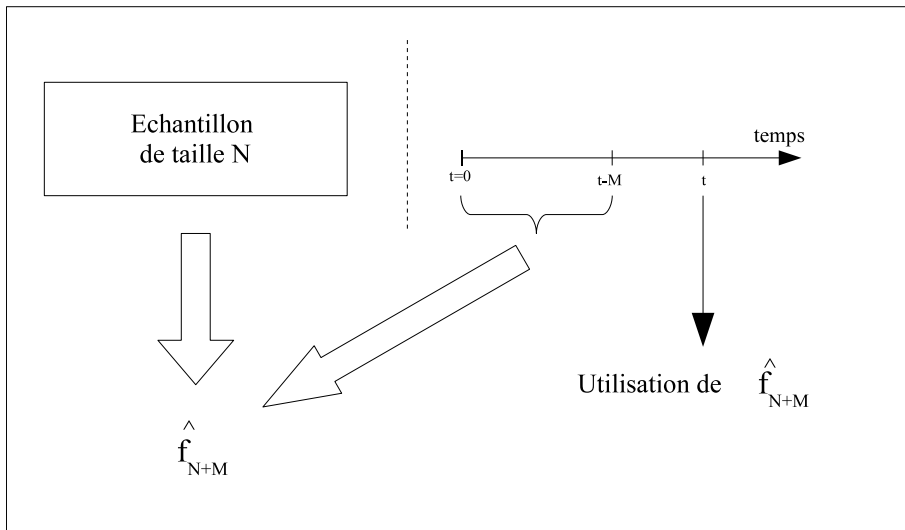 Echantillon
de taille N
temps
t=0
t-M
t
Utilisation de f̂_{N+M}
f̂_{N+M}